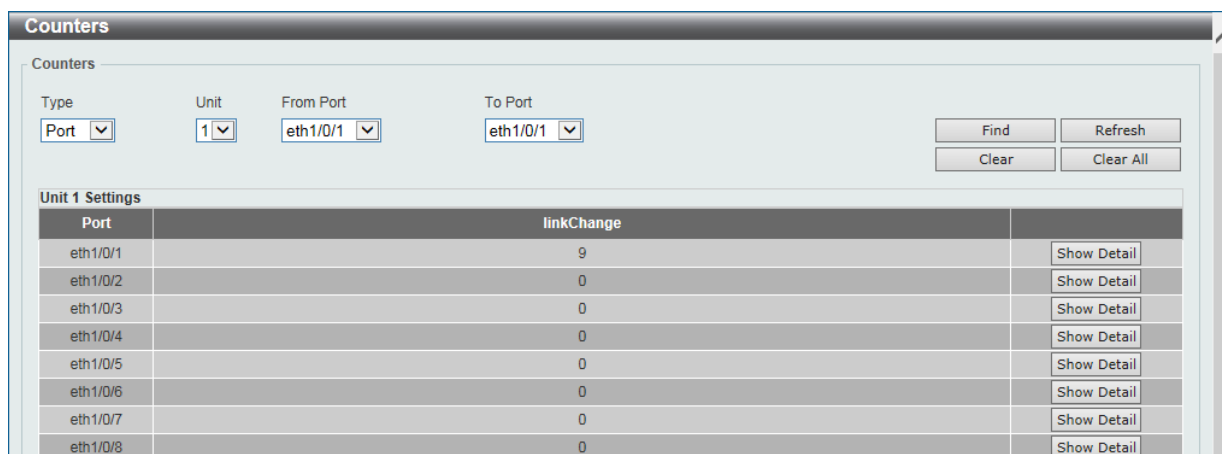 Counters
Counters
Type Unit From Port To Port
Port 1 eth1/0/1 eth1/0/1 Find Refresh
Clear Clear All
Unit 1 Settings
Port linkChange
eth1/0/1 9 Show Detail
eth1/0/2 0 Show Detail
eth1/0/3 0 Show Detail
eth1/0/4 0 Show Detail
eth1/0/5 0 Show Detail
eth1/0/6 0 Show Detail
eth1/0/7 0 Show Detail
eth1/0/8 0 Show Detail